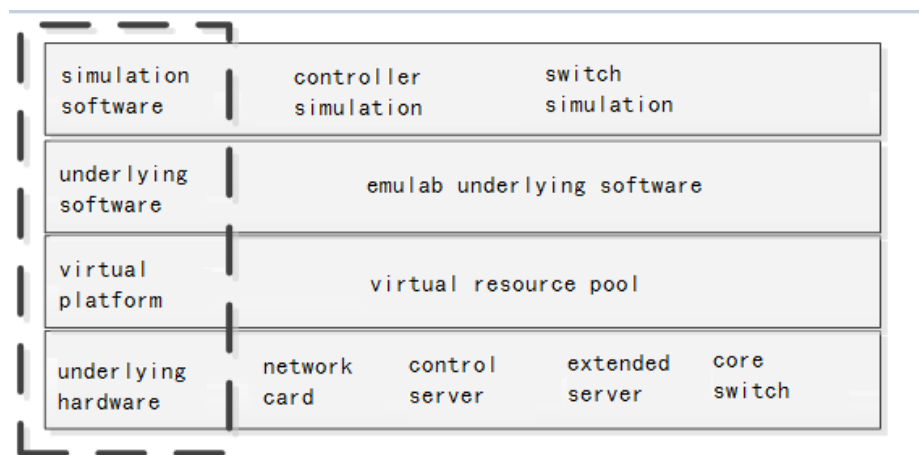 simulation
software
controller
simulation
switch
simulation
underlying
software
emulab underlying software
virtual
platform
virtual resource pool
underlying
hardware
network
card
control
server
extended
server
core
switch